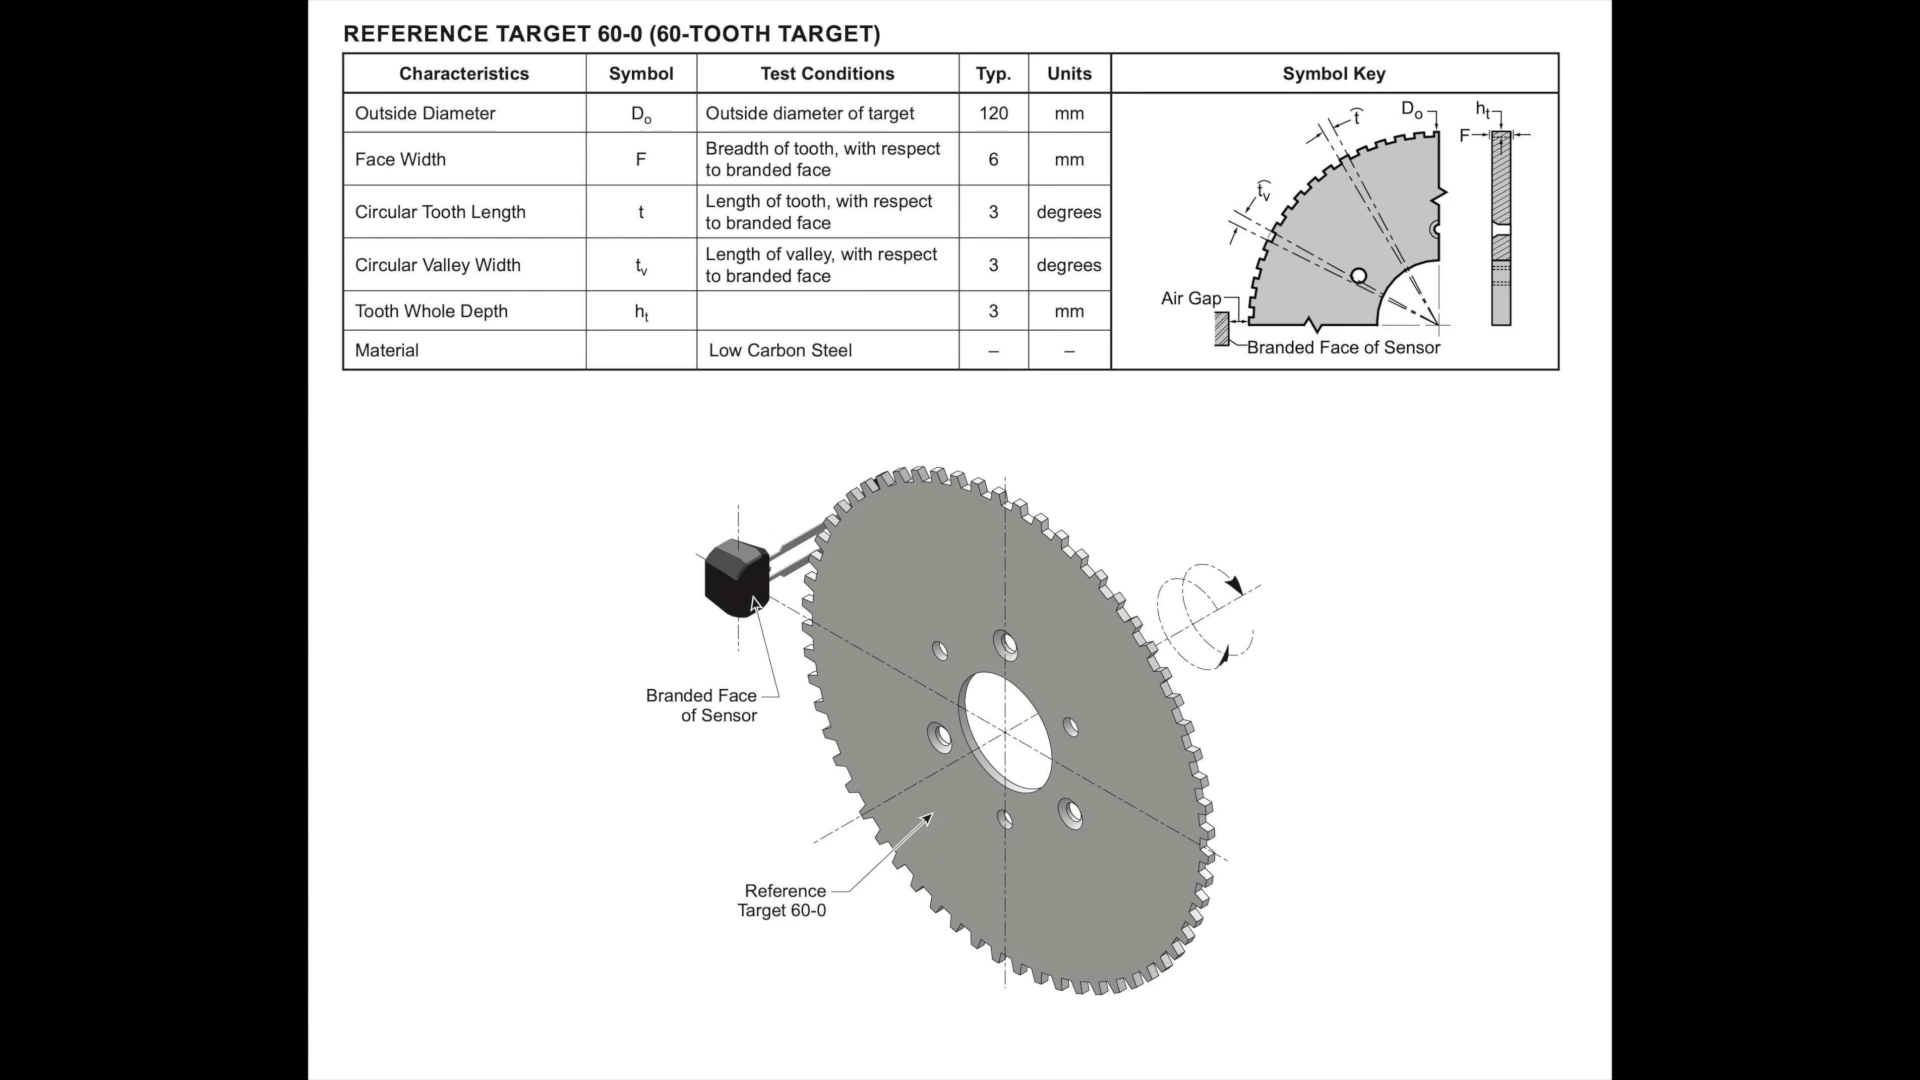 REFERENCE TARGET 60-0 (60-TOOTH TARGET)
Characteristics Symbol Test Conditions Typ. Units Symbol Key
Outside Diameter Do Outside diameter of target 120 mm
Face Width F Breadth of tooth, with respect
to branded face 6 mm
Circular Tooth Length t Length of tooth, with respect
to branded face 3 degrees
Circular Valley Width tv Length of valley, with respect
to branded face 3 degrees
Tooth Whole Depth ht 3 mm
Material Low Carbon Steel – –
t Do ht
F
tv
Air Gap
Branded Face of Sensor
Branded Face
of Sensor
Reference
Target 60-0